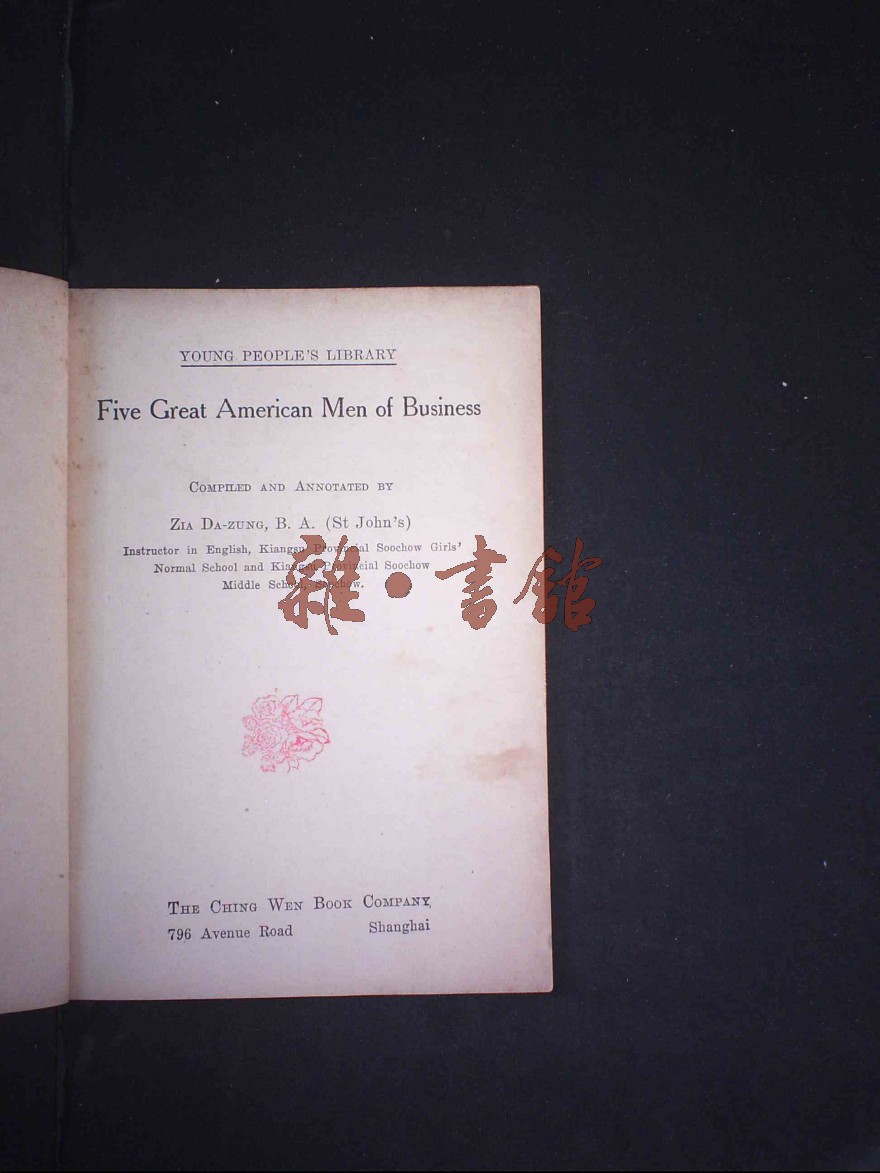 YOUNG PEOPLE'S LIBRARY
Five Great American Men of Business
COMPILED AND ANNOTATED BY
ZIA DA-ZUNG, B. A. (St John's)
Instructor in English, Kiangsu Provincial Soochow Girls'
Normal School and Kiangsu Provincial Soochow
Middle School, Soochow.
雜·書館
THE CHING WEN BOOK COMPANY,
796 Avenue Road Shanghai